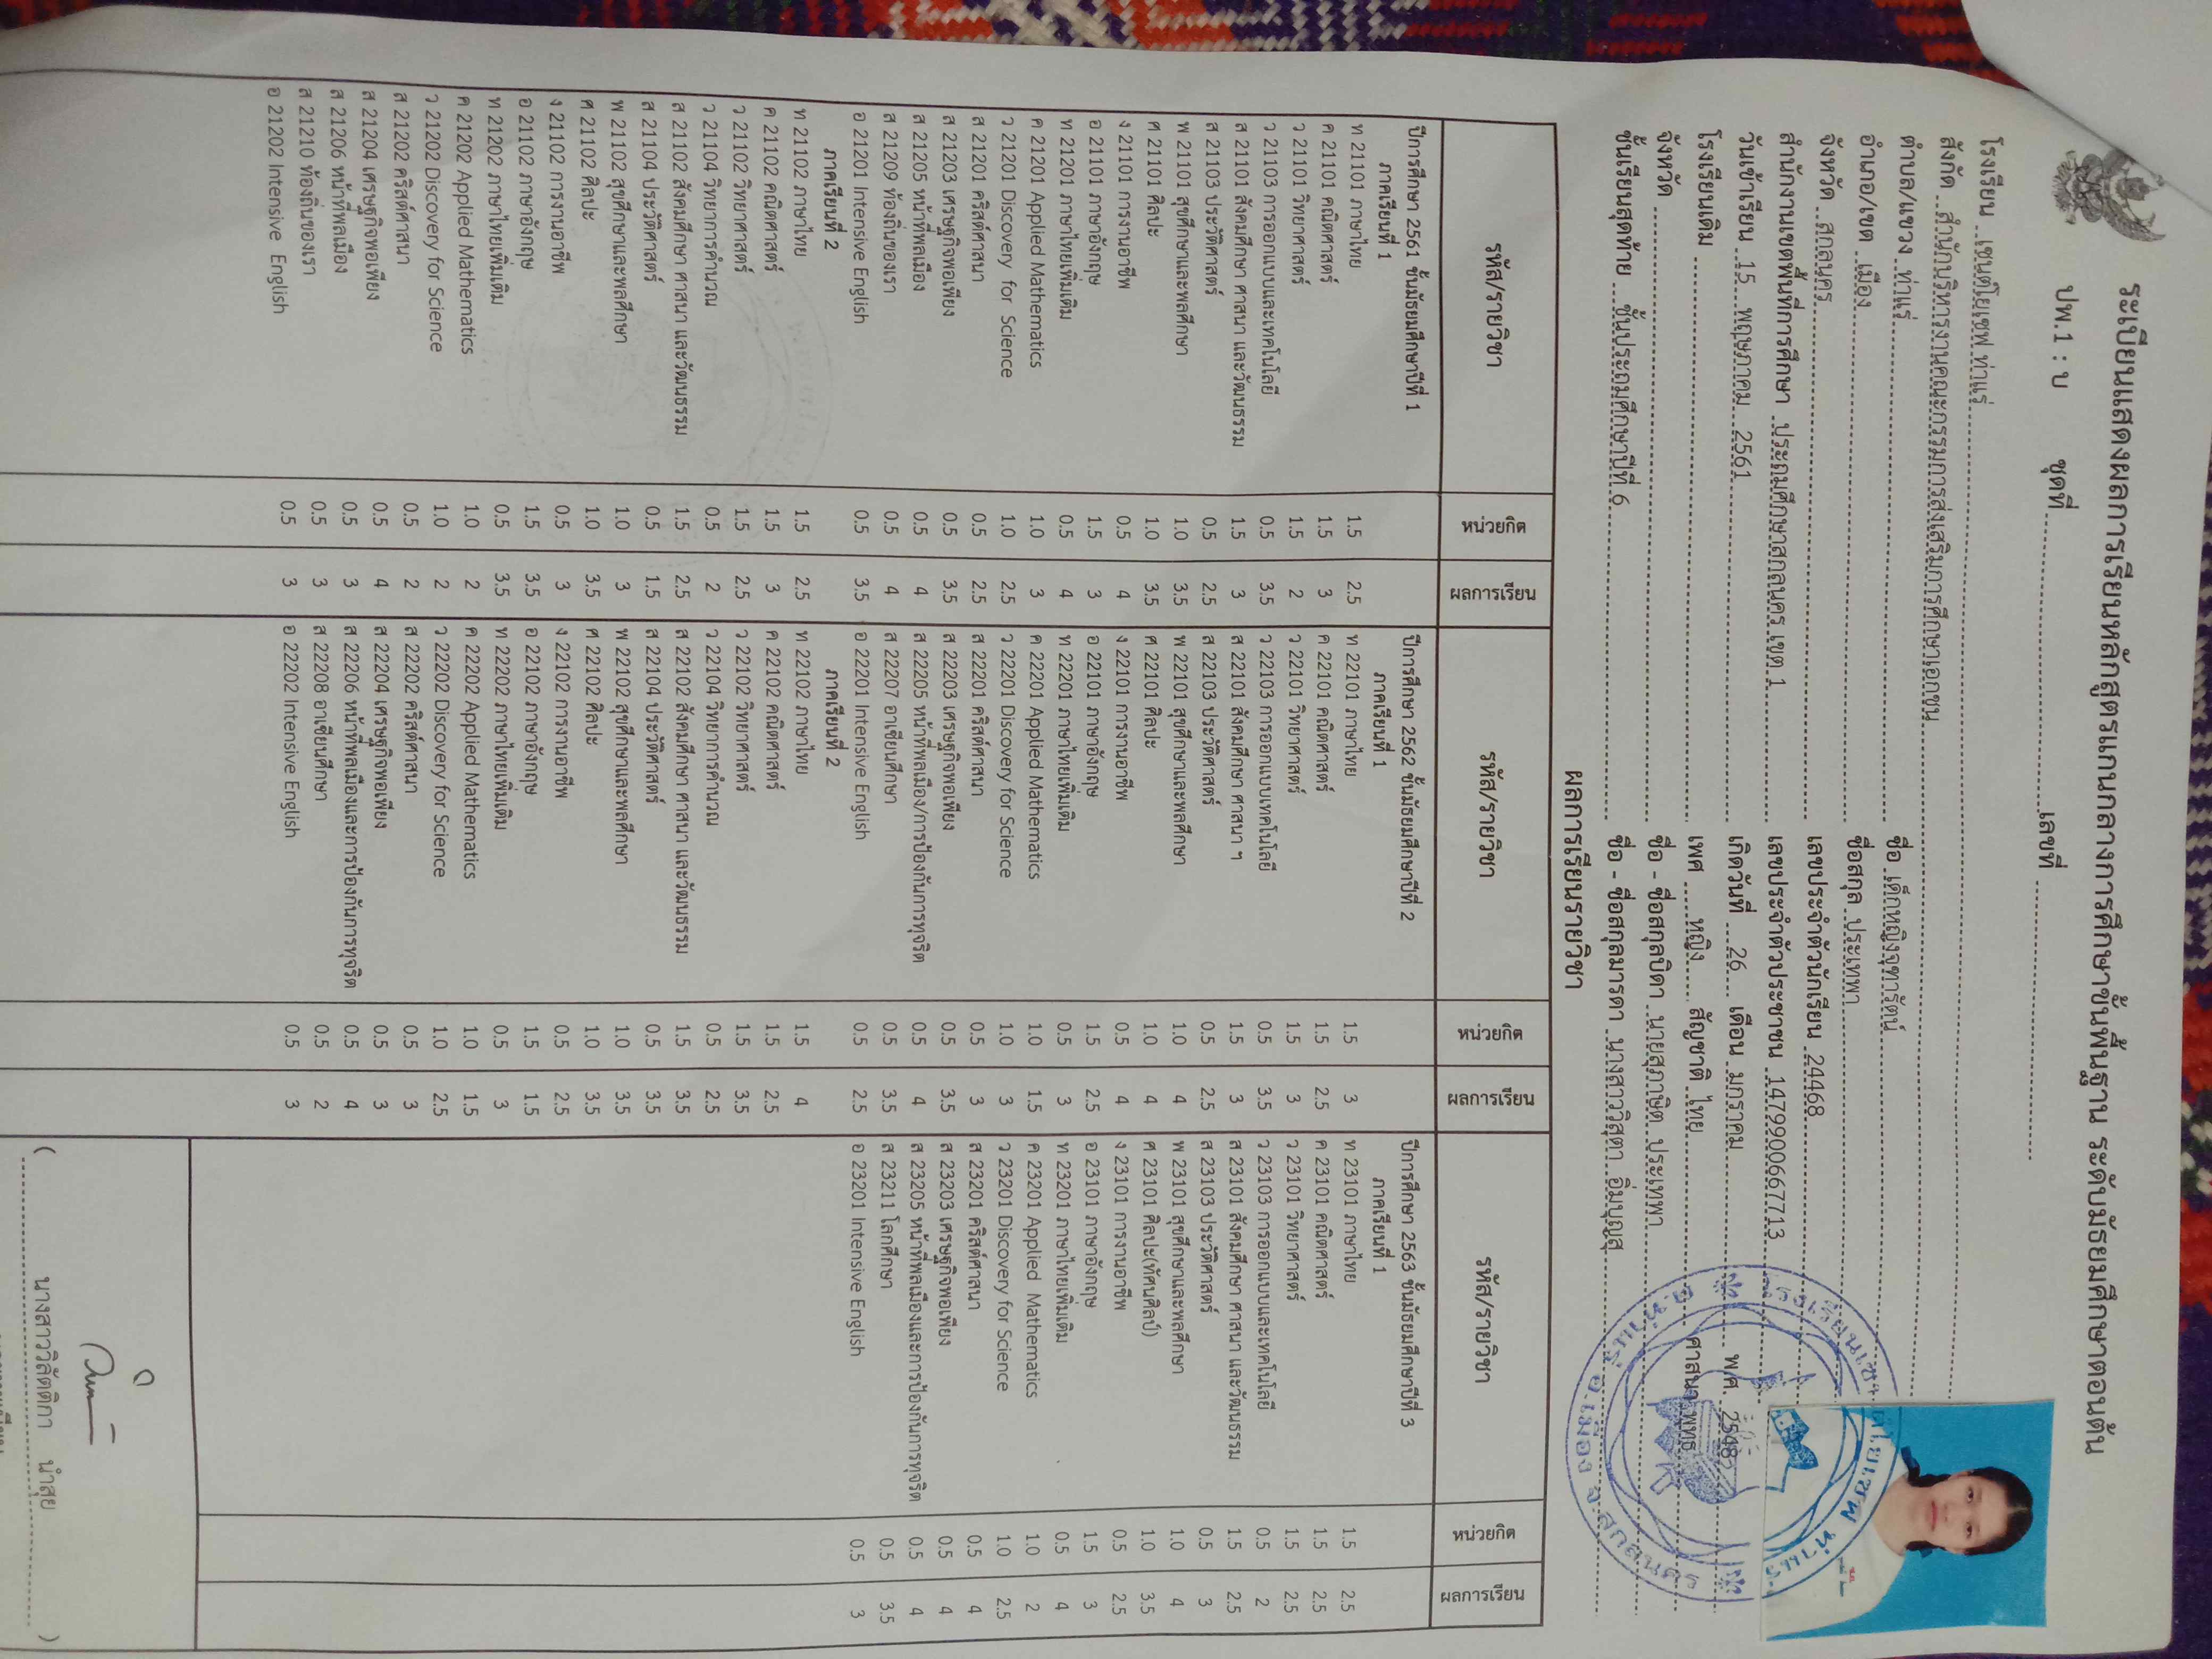 ระเบียนแสดงผลการเรียนหลักสูตรแกนกลางการศึกษาขั้นพื้นฐาน ระดับมัธยมศึกษาตอนต้น
ปพ.1 : บ ชุดที่ เลขที่
โรงเรียน เซนต์โยเซฟ ท่าแร่
สังกัด สำนักบริหารงานคณะกรรมการส่งเสริมการศึกษาเอกชน
ตำบล/แขวง ท่าแร่
อำเภอ/เขต เมือง
จังหวัด สกลนคร
สำนักงานเขตพื้นที่การศึกษา ประถมศึกษาสกลนคร เขต 1
วันเข้าเรียน 15 พฤษภาคม 2561
โรงเรียนเดิม
จังหวัด
ชั้นเรียนสุดท้าย ชั้นประถมศึกษาปีที่ 6
ชื่อ เด็กหญิงจุฑารัตน์
ชื่อสกุล ประเทพา
เลขประจำตัวนักเรียน 24468
เลขประจำตัวประชาชน 1479900667713
เกิดวันที่ 26 เดือน มกราคม พ.ศ. 2548
เพศ หญิง สัญชาติ ไทย ศาสนา พุทธ
ชื่อ - ชื่อสกุลบิดา นายสุภาษิต ประเทพา
ชื่อ - ชื่อสกุลมารดา นางสาววิสุตา อิ่มบุญสุ
ผลการเรียนรายวิชา
รหัส/รายวิชา หน่วยกิต ผลการเรียน
ปีการศึกษา 2561 ชั้นมัธยมศึกษาปีที่ 1
ภาคเรียนที่ 1
ท 21101 ภาษาไทย 1.5 2.5
ค 21101 คณิตศาสตร์ 1.5 3
ว 21101 วิทยาศาสตร์ 1.5 2
ว 21103 การออกแบบและเทคโนโลยี 0.5 3.5
ส 21101 สังคมศึกษา ศาสนา และวัฒนธรรม 1.5 3
ส 21103 ประวัติศาสตร์ 0.5 2.5
พ 21101 สุขศึกษาและพลศึกษา 1.0 3.5
ศ 21101 ศิลปะ 1.0 3.5
ง 21101 การงานอาชีพ 0.5 4
อ 21101 ภาษาอังกฤษ 1.5 3
ท 21201 ภาษาไทยเพิ่มเติม 0.5 4
ค 21201 Applied Mathematics 1.0 3
ว 21201 Discovery for Science 1.0 2.5
ส 21201 คริสต์ศาสนา 0.5 2.5
ส 21203 เศรษฐกิจพอเพียง 0.5 3.5
ส 21205 หน้าที่พลเมือง 0.5 4
ส 21209 ท้องถิ่นของเรา 0.5 4
อ 21201 Intensive English 0.5 3.5
ภาคเรียนที่ 2
ท 21102 ภาษาไทย 1.5 2.5
ค 21102 คณิตศาสตร์ 1.5 3
ว 21102 วิทยาศาสตร์ 1.5 2.5
ว 21104 วิทยาการคำนวณ 0.5 2
ส 21102 สังคมศึกษา ศาสนา และวัฒนธรรม 1.5 2.5
ส 21104 ประวัติศาสตร์ 0.5 1.5
พ 21102 สุขศึกษาและพลศึกษา 1.0 3
ศ 21102 ศิลปะ 1.0 3.5
ง 21102 การงานอาชีพ 0.5 3
อ 21102 ภาษาอังกฤษ 1.5 3.5
ท 21202 ภาษาไทยเพิ่มเติม 0.5 3.5
ค 21202 Applied Mathematics 1.0 2
ว 21202 Discovery for Science 1.0 2
ส 21202 คริสต์ศาสนา 0.5 2
ส 21204 เศรษฐกิจพอเพียง 0.5 4
ส 21206 หน้าที่พลเมือง 0.5 3
ส 21210 ท้องถิ่นของเรา 0.5 3
อ 21202 Intensive English 0.5 3
รหัส/รายวิชา หน่วยกิต ผลการเรียน
ปีการศึกษา 2562 ชั้นมัธยมศึกษาปีที่ 2
ภาคเรียนที่ 1
ท 22101 ภาษาไทย 1.5 3
ค 22101 คณิตศาสตร์ 1.5 2.5
ว 22101 วิทยาศาสตร์ 1.5 3
ว 22103 การออกแบบเทคโนโลยี 0.5 3.5
ส 22101 สังคมศึกษา ศาสนา ฯ 1.5 3
ส 22103 ประวัติศาสตร์ 0.5 2.5
พ 22101 สุขศึกษาและพลศึกษา 1.0 4
ศ 22101 ศิลปะ 1.0 4
ง 22101 การงานอาชีพ 0.5 4
อ 22101 ภาษาอังกฤษ 1.5 2.5
ท 22201 ภาษาไทยเพิ่มเติม 0.5 3
ค 22201 Applied Mathematics 1.0 1.5
ว 22201 Discovery for Science 1.0 3
ส 22201 คริสต์ศาสนา 0.5 3
ส 22203 เศรษฐกิจพอเพียง 0.5 3.5
ส 22205 หน้าที่พลเมือง/การป้องกันการทุจริต 0.5 4
ส 22207 อาเซียนศึกษา 0.5 3.5
อ 22201 Intensive English 0.5 2.5
ภาคเรียนที่ 2
ท 22102 ภาษาไทย 1.5 4
ค 22102 คณิตศาสตร์ 1.5 2.5
ว 22102 วิทยาศาสตร์ 1.5 3.5
ว 22104 วิทยาการคำนวณ 0.5 2.5
ส 22102 สังคมศึกษา ศาสนา และวัฒนธรรม 1.5 3.5
ส 22104 ประวัติศาสตร์ 0.5 3.5
พ 22102 สุขศึกษาและพลศึกษา 1.0 3.5
ศ 22102 ศิลปะ 1.0 3.5
ง 22102 การงานอาชีพ 0.5 2.5
อ 22102 ภาษาอังกฤษ 1.5 1.5
ท 22202 ภาษาไทยเพิ่มเติม 0.5 3
ค 22202 Applied Mathematics 1.0 1.5
ว 22202 Discovery for Science 1.0 2.5
ส 22202 คริสต์ศาสนา 0.5 3
ส 22204 เศรษฐกิจพอเพียง 0.5 3
ส 22206 หน้าที่พลเมืองและการป้องกันการทุจริต 0.5 4
ส 22208 อาเซียนศึกษา 0.5 2
อ 22202 Intensive English 0.5 3
รหัส/รายวิชา หน่วยกิต ผลการเรียน
ปีการศึกษา 2563 ชั้นมัธยมศึกษาปีที่ 3
ภาคเรียนที่ 1
ท 23101 ภาษาไทย 1.5 2.5
ค 23101 คณิตศาสตร์ 1.5 2.5
ว 23101 วิทยาศาสตร์ 1.5 2.5
ว 23103 การออกแบบและเทคโนโลยี 0.5 2
ส 23101 สังคมศึกษา ศาสนา และวัฒนธรรม 1.5 2.5
ส 23103 ประวัติศาสตร์ 0.5 3
พ 23101 สุขศึกษาและพลศึกษา 1.0 4
ศ 23101 ศิลปะ(ทัศนศิลป์) 1.0 3.5
ง 23101 การงานอาชีพ 0.5 2.5
อ 23101 ภาษาอังกฤษ 1.5 3
ท 23201 ภาษาไทยเพิ่มเติม 0.5 4
ค 23201 Applied Mathematics 1.0 2
ว 23201 Discovery for Science 1.0 2.5
ส 23201 คริสต์ศาสนา 0.5 4
ส 23203 เศรษฐกิจพอเพียง 0.5 4
ส 23205 หน้าที่พลเมืองและการป้องกันการทุจริต 0.5 4
ส 23211 โลกศึกษา 0.5 3.5
อ 23201 Intensive English 0.5 3
( นางสาววิลัตติกา นำสุย )
โรงเรียนเซนต์โยเซฟ ท่าแร่
ต.ท่าแร่ อ.เมือง จ.สกลนคร